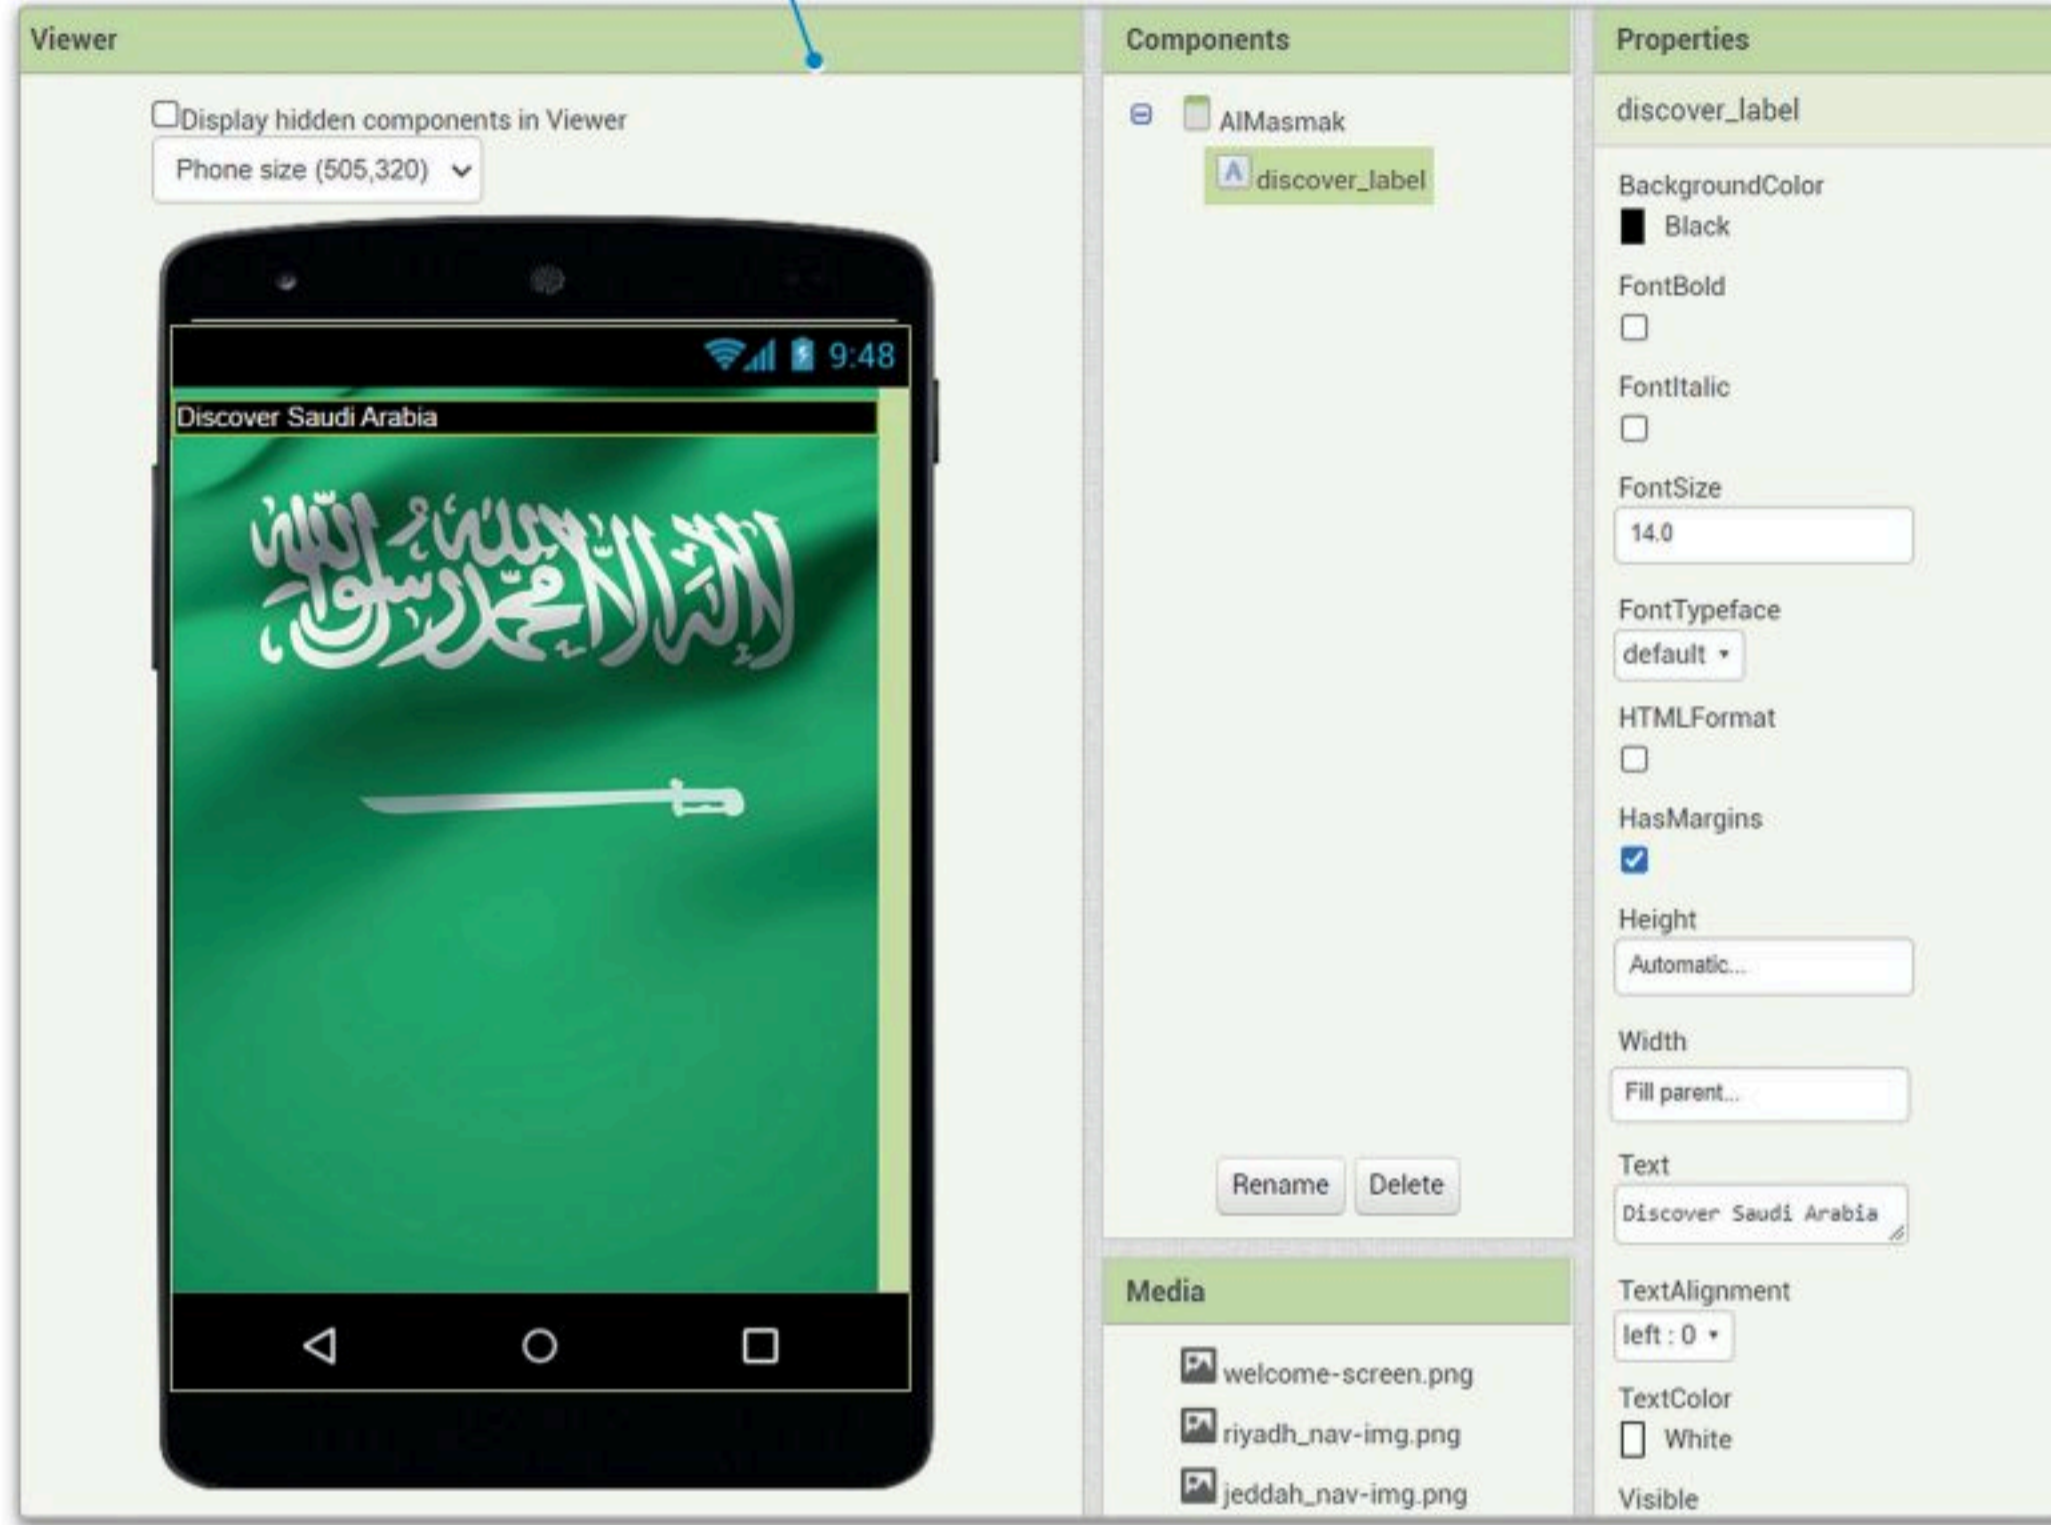 Viewer
Display hidden components in Viewer
Phone size (505,320)
9:48
Discover Saudi Arabia
لا إله إلا الله محمد رسول الله
Components
AlMasmak
A discover_label
Rename
Delete
Media
welcome-screen.png
riyadh_nav-img.png
jeddah_nav-img.png
Properties
discover_label
BackgroundColor
Black
FontBold
FontItalic
FontSize
14.0
FontTypeface
default
HTMLFormat
HasMargins
Height
Automatic...
Width
Fill parent...
Text
Discover Saudi Arabia
TextAlignment
left : 0
TextColor
White
Visible